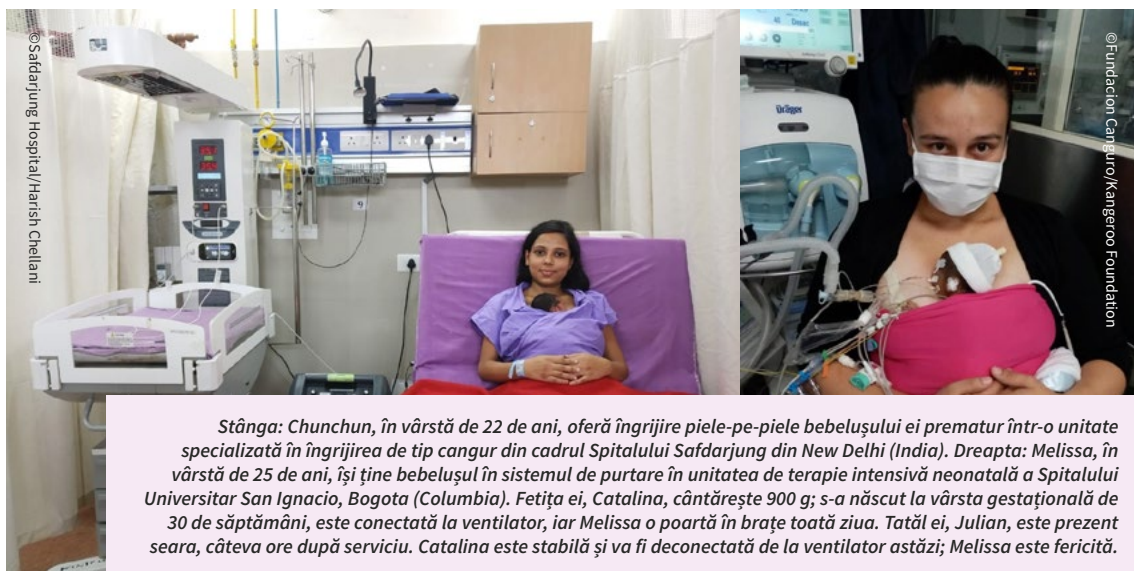 ©Safdarjung Hospital/Harish Chellani
Dräger
©Fundacion Canguro/Kangeroo Foundation
9
Stânga: Chunchun, în vârstă de 22 de ani, oferă îngrijire piele-pe-piele bebelușului ei prematur într-o unitate
specializată în îngrijirea de tip cangur din cadrul Spitalului Safdarjung din New Delhi (India). Dreapta: Melissa, în
vârstă de 25 de ani, își ține bebelușul în sistemul de purtare în unitatea de terapie intensivă neonatală a Spitalului
Universitar San Ignacio, Bogota (Columbia). Fetița ei, Catalina, cântărește 900 g; s-a născut la vârsta gestațională de
30 de săptămâni, este conectată la ventilator, iar Melissa o poartă în brațe toată ziua. Tatăl ei, Julian, este prezent
seara, câteva ore după serviciu. Catalina este stabilă și va fi deconectată de la ventilator astăzi; Melissa este fericită.